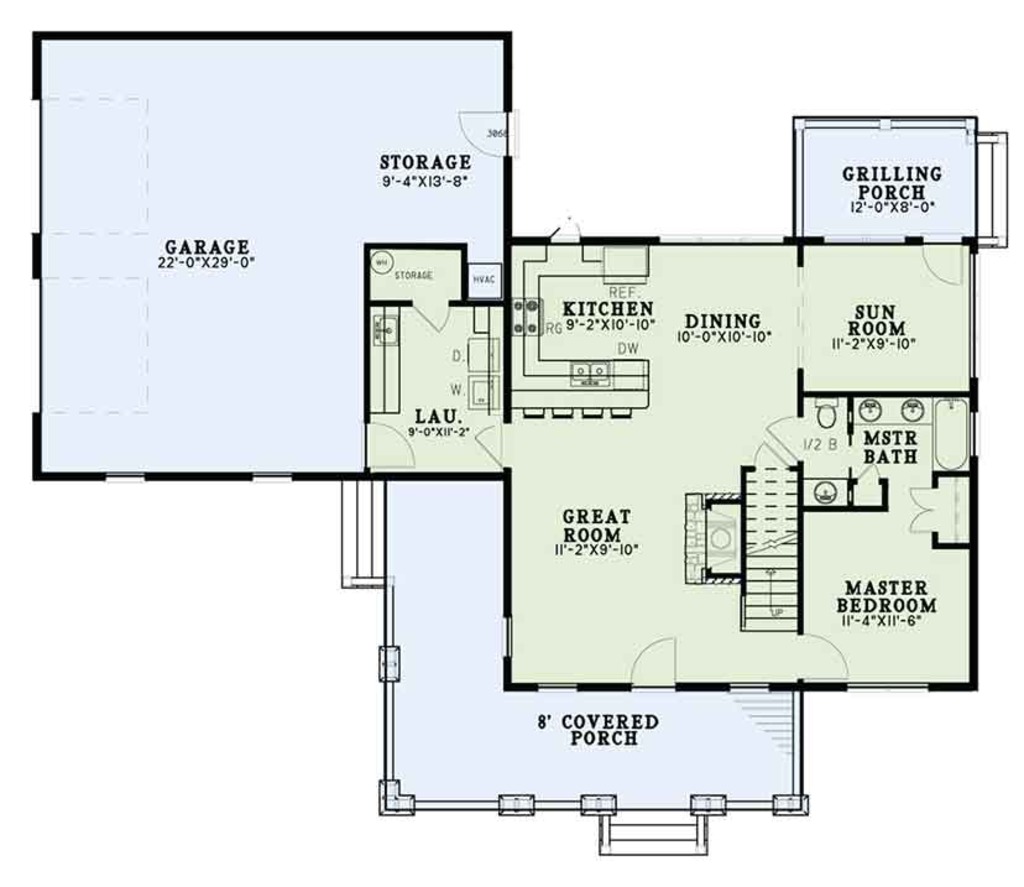 3068
STORAGE
9'-4"X13'-8"
GRILLING
PORCH
12'-0"X8'-0"
GARAGE
22'-0"X29'-0"
WH
STORAGE
HVAC
REF.
KITCHEN
9'-2"X10'-10"
RG
DW
DINING
10'-0"X10'-10"
SUN
ROOM
11'-2"X9'-10"
D.
W.
LAU.
9'-0"X11'-2"
1/2 B
MSTR
BATH
GREAT
ROOM
11'-2"X9'-10"
UP
MASTER
BEDROOM
11'-4"X11'-6"
8' COVERED
PORCH